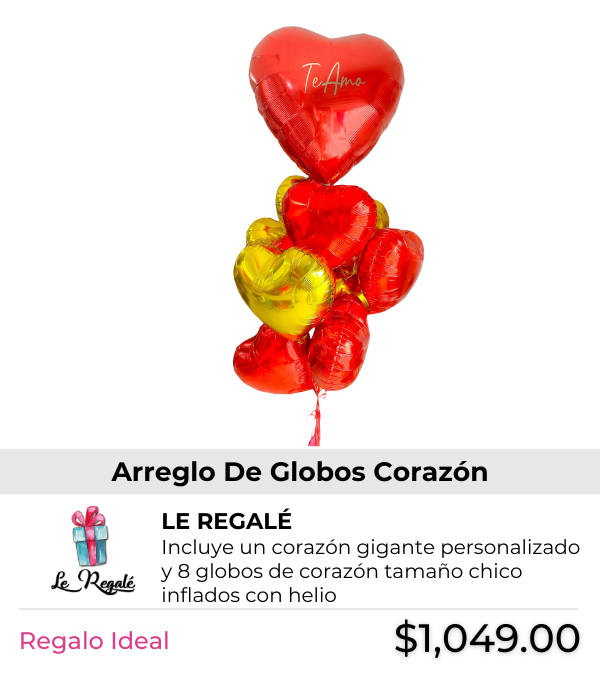 Te Amo
Arreglo De Globos Corazón
LE REGALÉ
Incluye un corazón gigante personalizado
y 8 globos de corazón tamaño chico
inflados con helio
Le Regalé
Regalo Ideal
$1,049.00